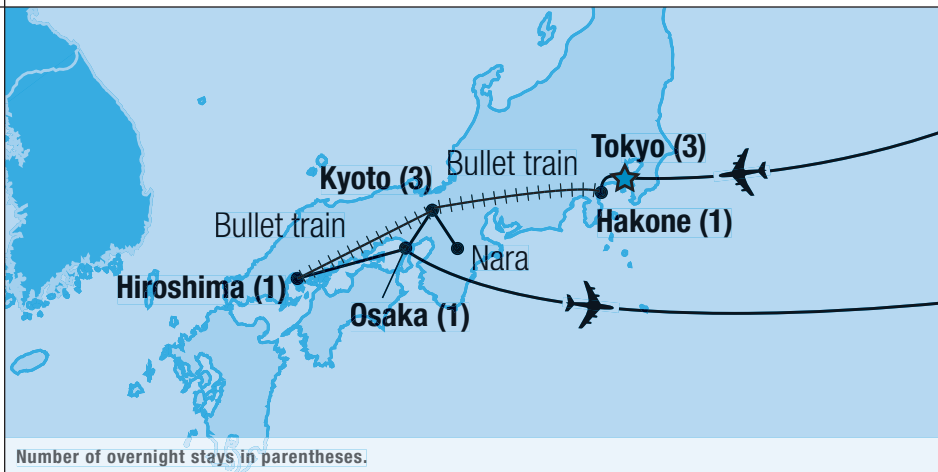 Tokyo (3)
Bullet train
Kyoto (3)
Hakone (1)
Bullet train
Nara
Hiroshima (1)
Osaka (1)
Number of overnight stays in parentheses.